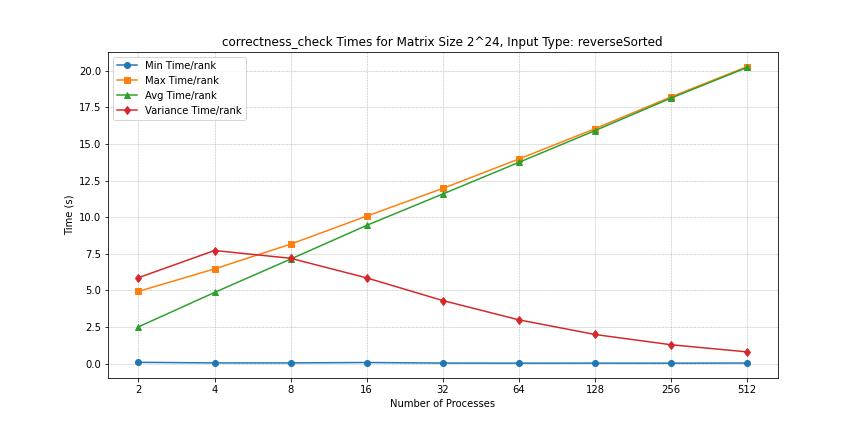 correctness_check Times for Matrix Size 2^24, Input Type: reverseSorted
Min Time/rank
Max Time/rank
Avg Time/rank
Variance Time/rank
Time (s)
20.0
17.5
15.0
12.5
10.0
7.5
5.0
2.5
0.0
2 4 8 16 32 64 128 256 512
Number of Processes